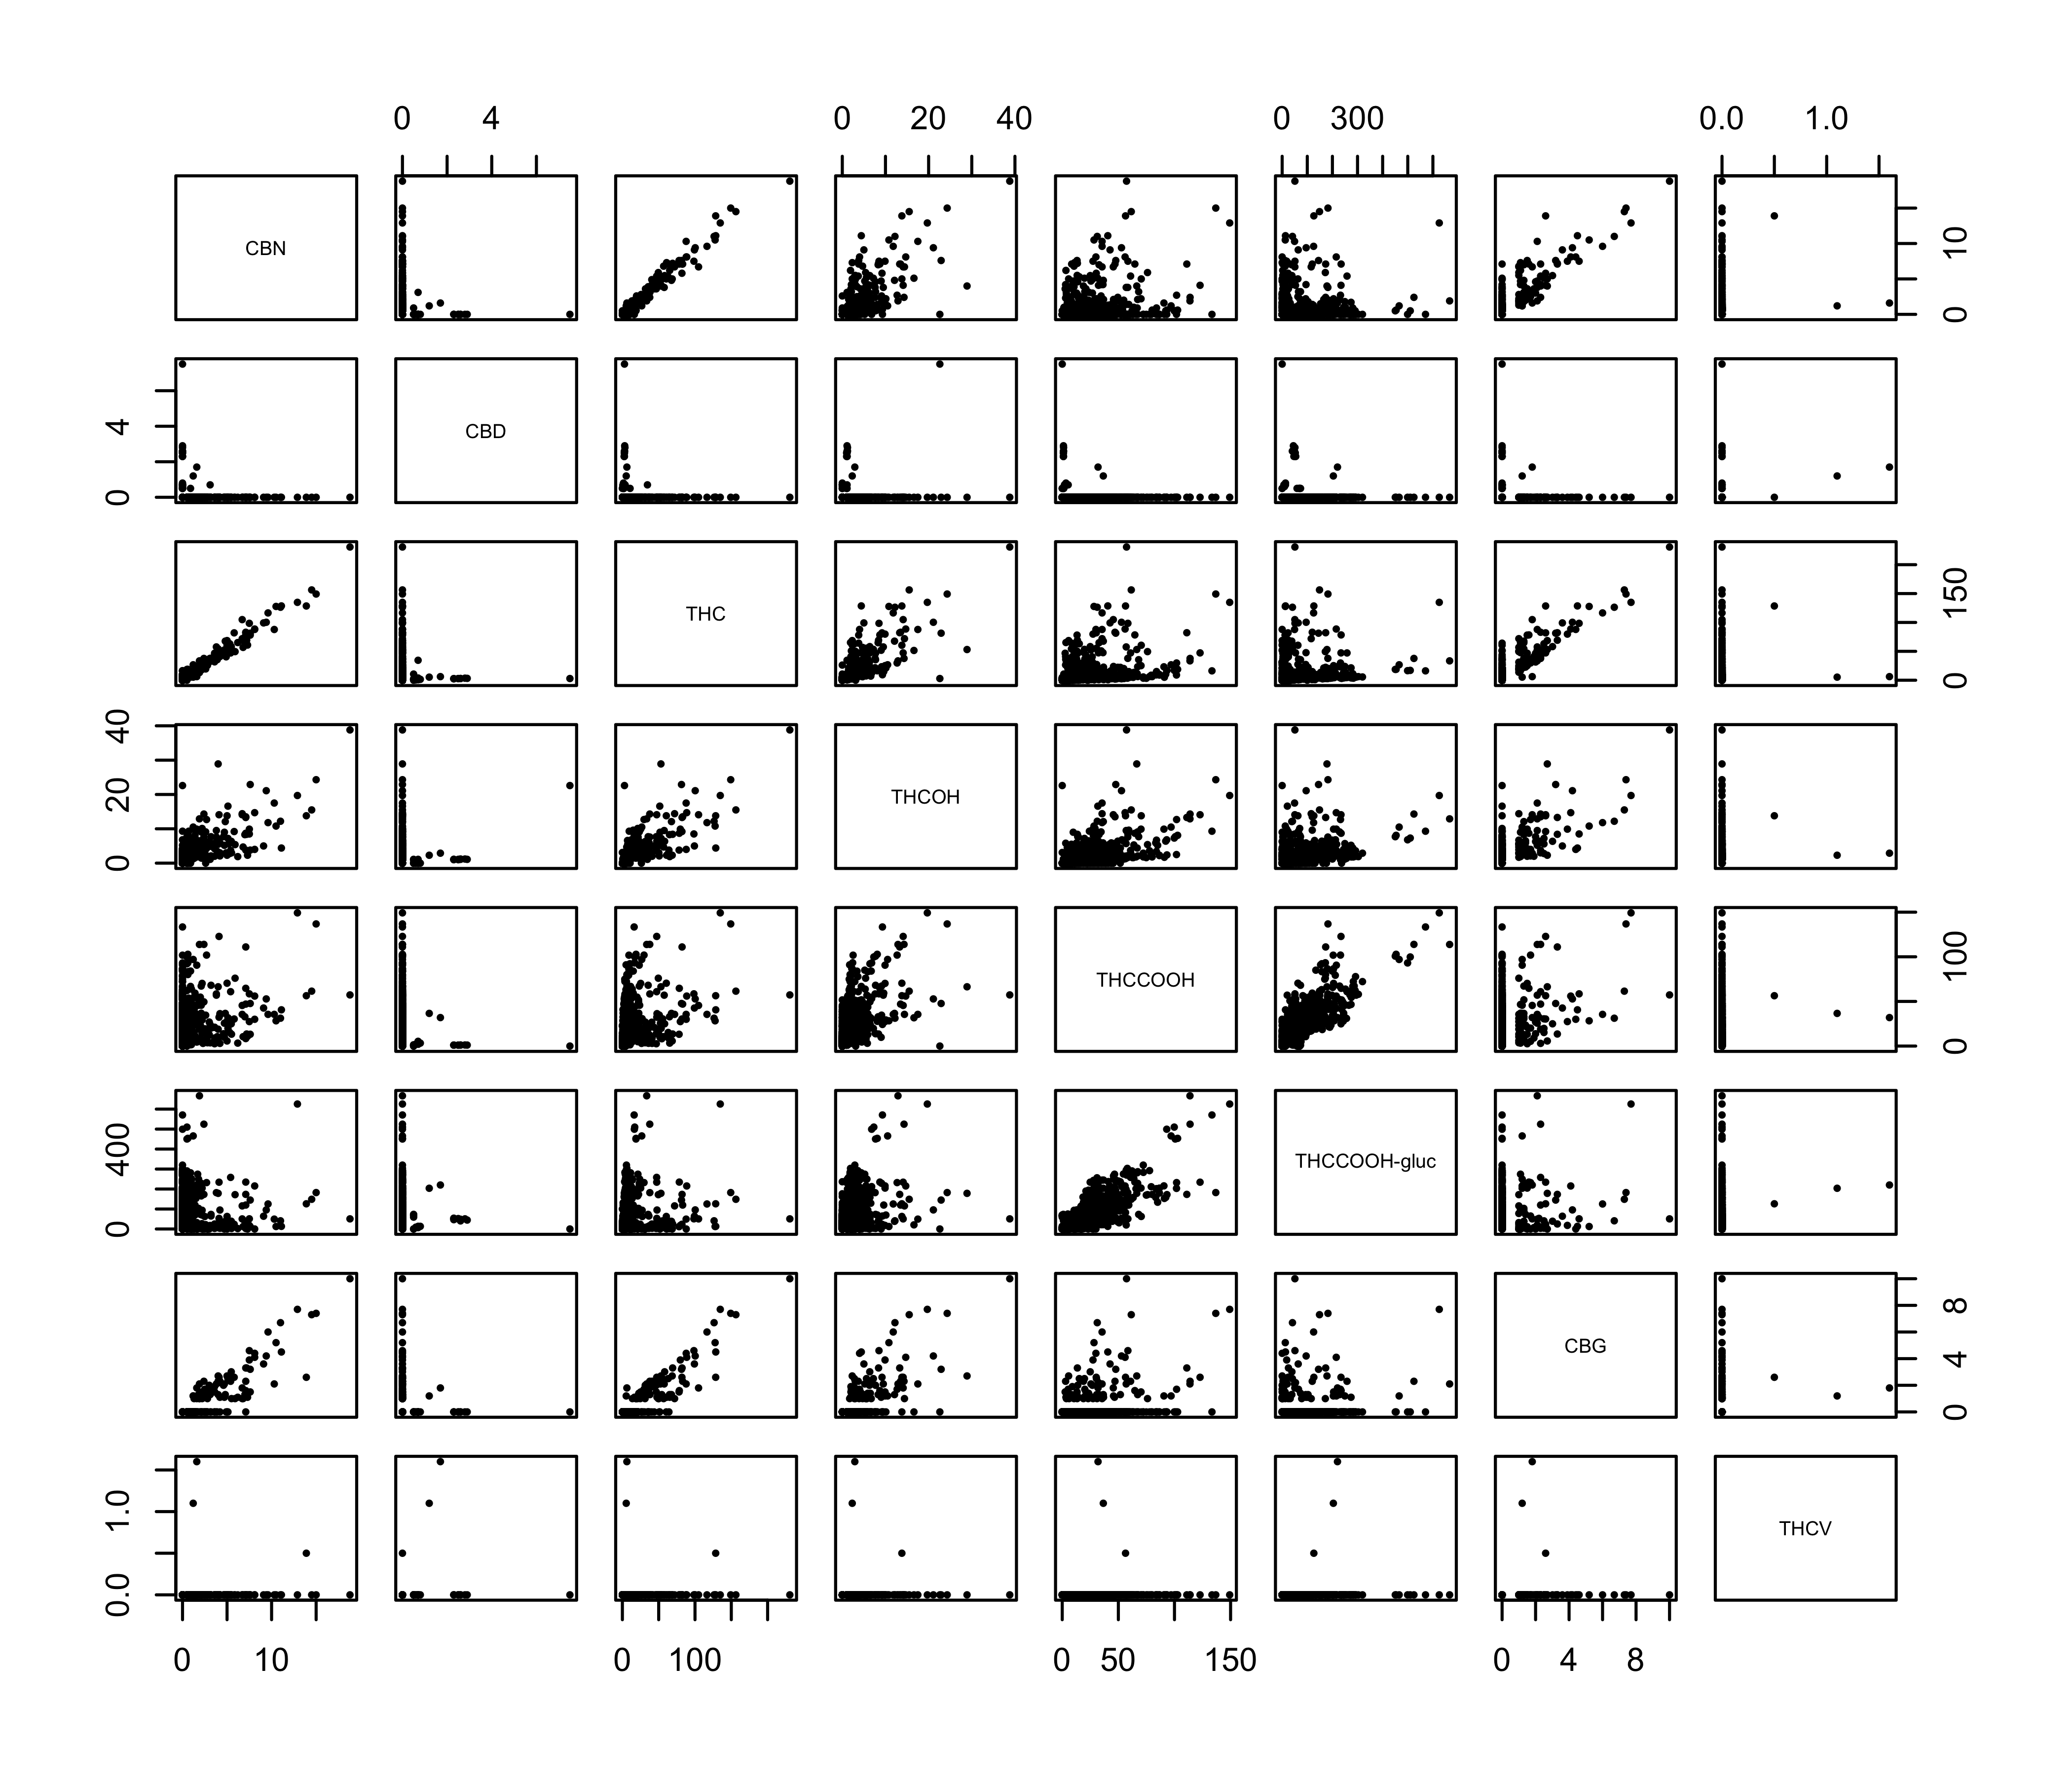 0 4 0 20 40 0 300 0.0 1.0
CBN
0 10
CBD
0 4
THC
0 150
THCOH
0 20 40
THCCOOH
0 100
THCCOOH-gluc
0 400
CBG
0 4 8
THCV
0.0 1.0
0 10 0 100 0 50 150 0 4 8